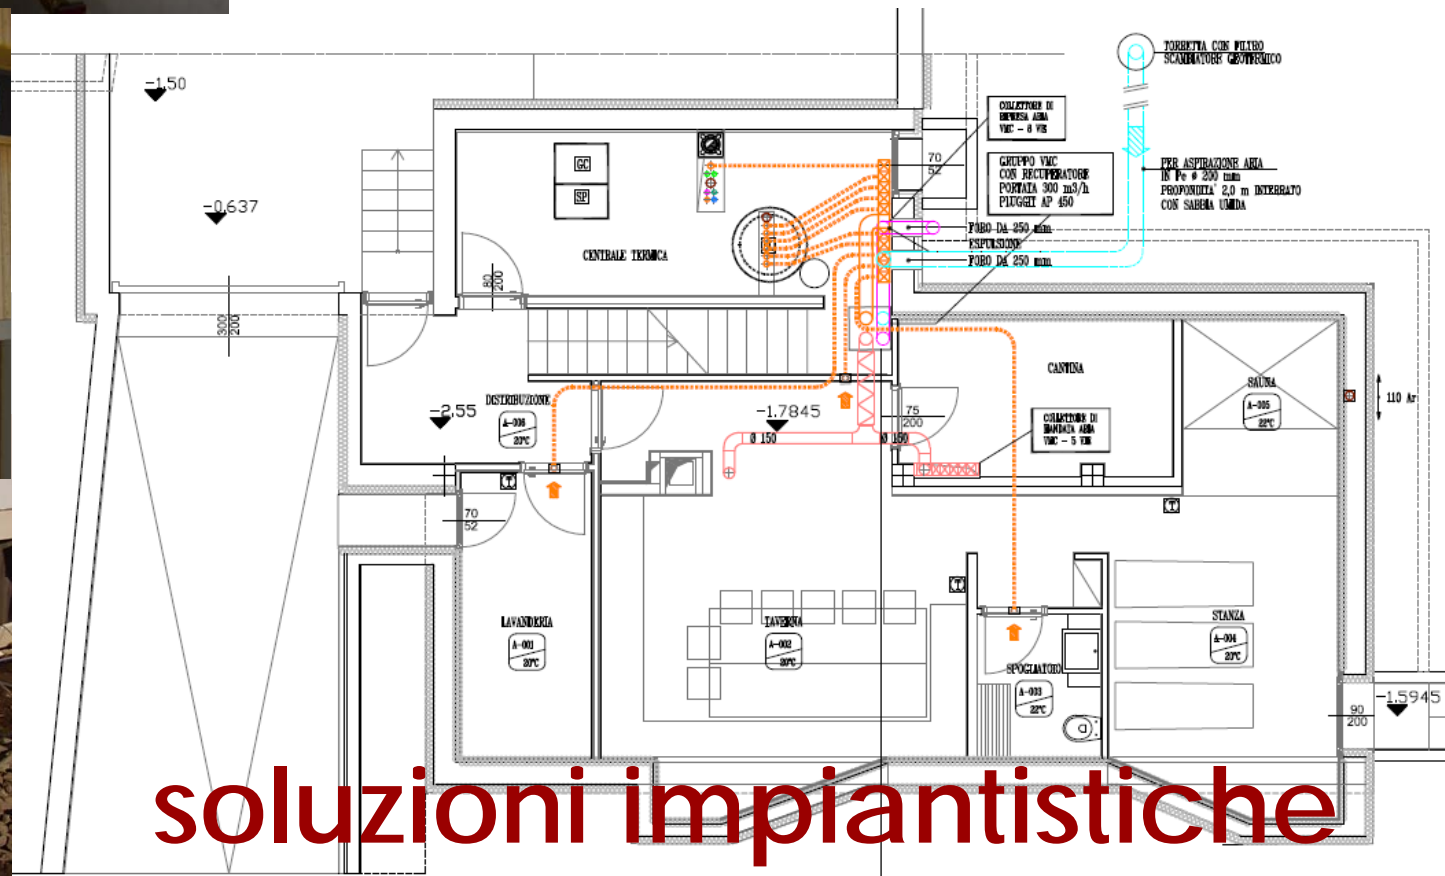 TORRETTA CON FILTRO
SCAMBIATORE GEOTERMICO
-1.50
COLLETTORE DI
RIPRESA ARIA
VMC - 8 VIE
GC
SP
70
52
GRUPPO VMC
CON RECUPERATORE
PORTATA 300 m3/h
PLUGGIT AP 450
PER ASPIRAZIONE ARIA
IN Pe ø 200 mm
PROFONDITA' 2,0 m INTERRATO
CON SABBIA UMIDA
-0.637
FORO DA 250 mm
ESPULSIONE
FORO DA 250 mm
CENTRALE TERMICA
80
200
300
200
CANTINA
SAUNA
A-005
22°C
110 Ar
DISTRIBUZIONE
A-006
20°C
-2.55
-1.7845
75
200
COLLETTORE DI
MANDATA ARIA
VMC - 5 VIE
Ø 150
Ø 150
T
T
T
70
52
LAVANDERIA
A-001
20°C
TAVERNA
A-002
20°C
STANZA
A-004
20°C
SPOGLIATOIO
A-003
22°C
-1.5945
90
200
soluzioni impiantistiche